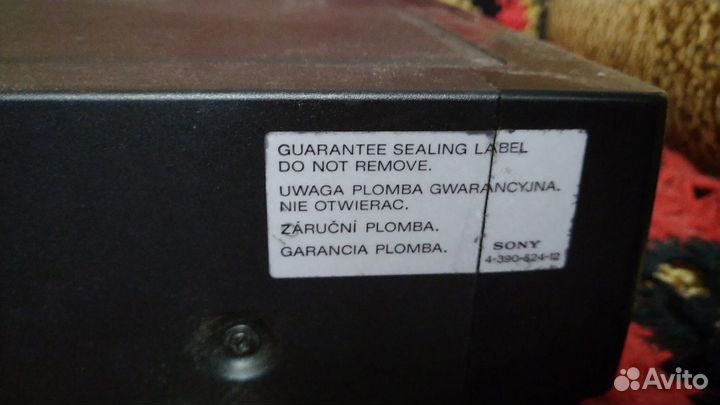 GUARANTEE SEALING LABEL
DO NOT REMOVE.
UWAGA PLOMBA GWARANCYJNA.
NIE OTWIERAC.
ZÁRUČNÍ PLOMBA.
GARANCIA PLOMBA.
SONY
4-390-524-12
Avito